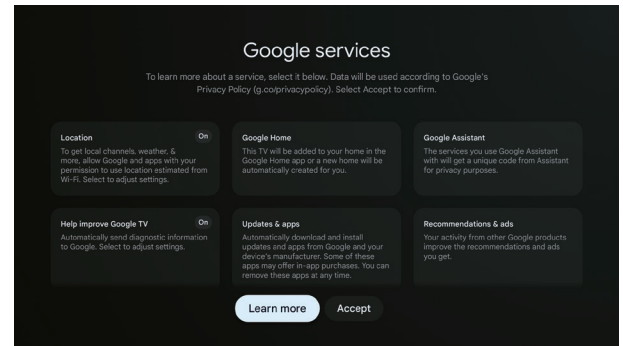 Google services
To learn more about a service, select it below. Data will be used according to Google's
Privacy Policy (g.co/privacypolicy). Select Accept to confirm.
Location
On
To get local channels, weather, &
more, allow Google and apps with your
permission to use location estimated from
Wi-Fi. Select to adjust settings.
Google Home
This TV will be added to your home in the
Google Home app or a new home will be
automatically created for you.
Google Assistant
The services you use Google Assistant
with will get a unique code from Assistant
for privacy purposes.
Help improve Google TV
On
Automatically send diagnostic information
to Google. Select to adjust settings.
Updates & apps
Automatically download and install
updates and apps from Google and your
device's manufacturer. Some of these
apps may offer in-app purchases. You can
remove these apps at any time.
Recommendations & ads
Your activity from other Google products
improve the recommendations and ads
you get.
Learn more
Accept